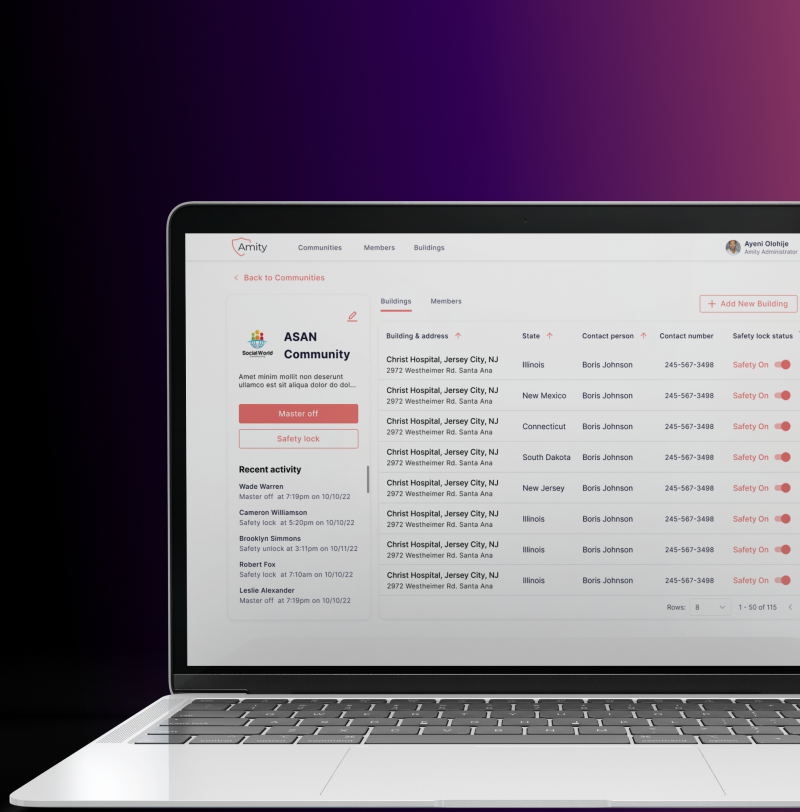 Amity
Communities Members Buildings
Ayeni Olohije
Amity Administrator
< Back to Communities
Buildings Members
+ Add New Building
Social World
ASAN
Community
Amet minim mollit non deserunt
ullamco est sit aliqua dolor do dol...
Master off
Safety lock
Recent activity
Wade Warren
Master off at 7:19pm on 10/10/22
Cameron Williamson
Safety lock at 5:20pm on 10/10/22
Brooklyn Simmons
Safety unlock at 3:11pm on 10/11/22
Robert Fox
Safety lock at 7:10am on 10/10/22
Leslie Alexander
Master off at 7:19pm on 10/10/22
Building & address ↑ State ↑ Contact person ↑ Contact number Safety lock status
Christ Hospital, Jersey City, NJ
2972 Westheimer Rd. Santa Ana
Illinois Boris Johnson 245-567-3498 Safety On
Christ Hospital, Jersey City, NJ
2972 Westheimer Rd. Santa Ana
New Mexico Boris Johnson 245-567-3498 Safety On
Christ Hospital, Jersey City, NJ
2972 Westheimer Rd. Santa Ana
Connecticut Boris Johnson 245-567-3498 Safety On
Christ Hospital, Jersey City, NJ
2972 Westheimer Rd. Santa Ana
South Dakota Boris Johnson 245-567-3498 Safety On
Christ Hospital, Jersey City, NJ
2972 Westheimer Rd. Santa Ana
New Jersey Boris Johnson 245-567-3498 Safety On
Christ Hospital, Jersey City, NJ
2972 Westheimer Rd. Santa Ana
Illinois Boris Johnson 245-567-3498 Safety On
Christ Hospital, Jersey City, NJ
2972 Westheimer Rd. Santa Ana
Illinois Boris Johnson 245-567-3498 Safety On
Christ Hospital, Jersey City, NJ
2972 Westheimer Rd. Santa Ana
Illinois Boris Johnson 245-567-3498 Safety On
Rows: 8 1 - 50 of 115 <